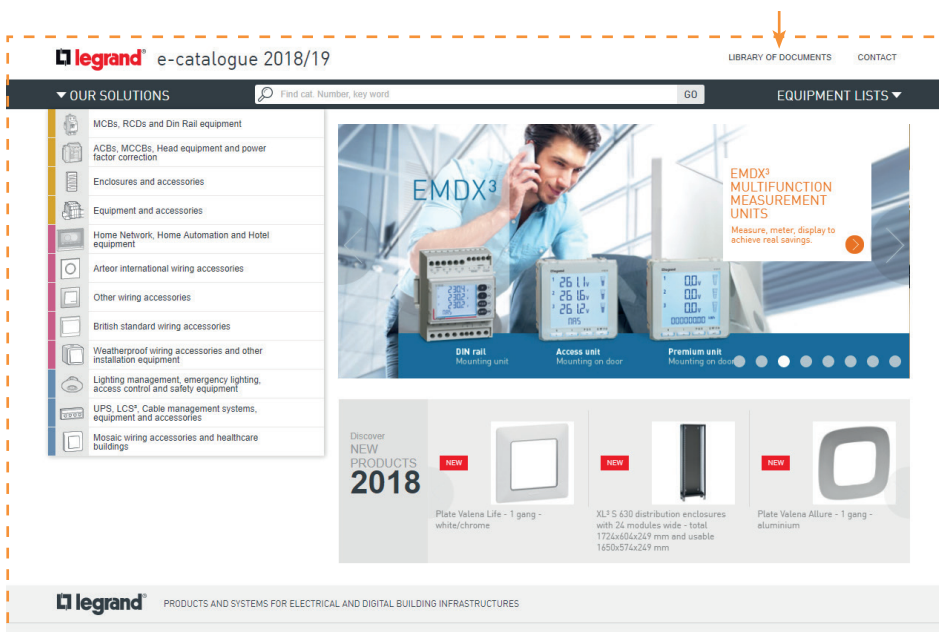 legrand® e-catalogue 2018/19
LIBRARY OF DOCUMENTS CONTACT
OUR SOLUTIONS
Find cat. Number, key word
GO
EQUIPMENT LISTS
MCBs, RCDs and Din Rail equipment
ACBs, MCCBs, Head equipment and power
factor correction
Enclosures and accessories
Equipment and accessories
Home Network, Home Automation and Hotel
equipment
Arteor international wiring accessories
Other wiring accessories
British standard wiring accessories
Weatherproof wiring accessories and other
installation equipment
Lighting management, emergency lighting,
access control and safety equipment
UPS, LCS³, Cable management systems,
equipment and accessories
Mosaic wiring accessories and healthcare
buildings
EMDX³
EMDX³
MULTIFUNCTION
MEASUREMENT
UNITS
Measure, meter, display to
achieve real savings.
DIN rail
Mounting unit
Access unit
Mounting on door
Premium unit
Mounting on door
Discover
NEW
PRODUCTS
2018
NEW
Plate Valena Life - 1 gang -
white/chrome
NEW
XL³ S 630 distribution enclosures
with 24 modules wide - total
1724x604x249 mm and usable
1650x574x249 mm
NEW
Plate Valena Allure - 1 gang -
aluminium
legrand® PRODUCTS AND SYSTEMS FOR ELECTRICAL AND DIGITAL BUILDING INFRASTRUCTURES